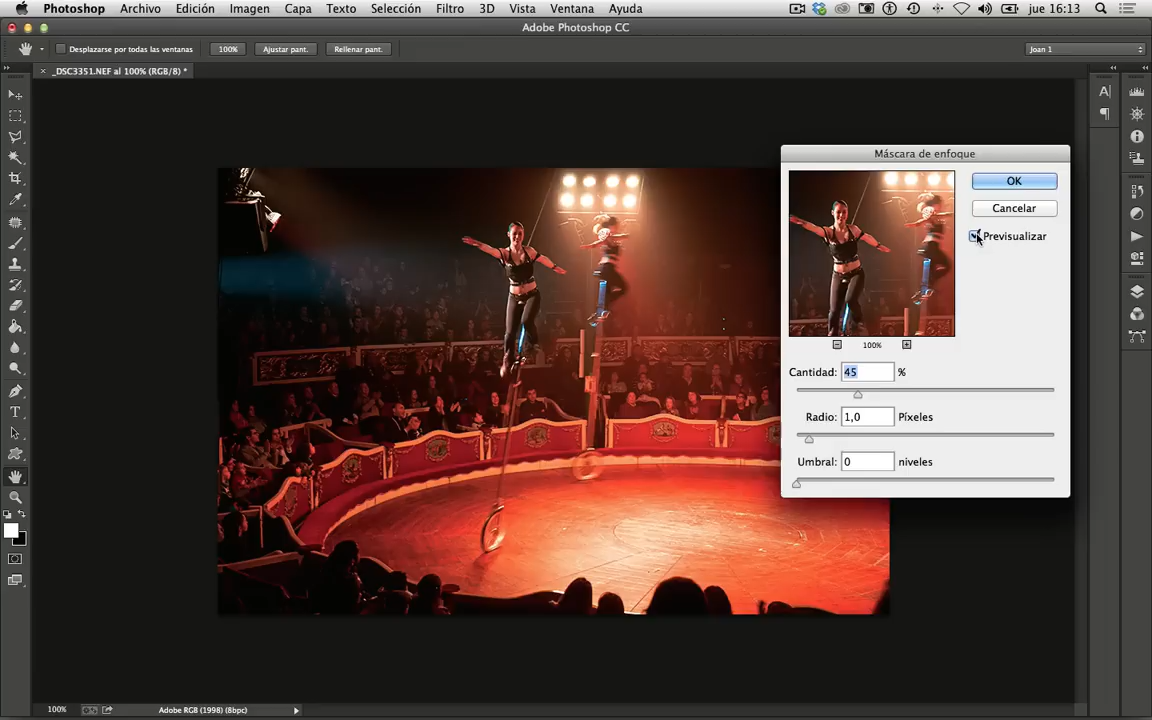 Photoshop Archivo Edición Imagen Capa Texto Selección Filtro 3D Vista Ventana Ayuda jue 16:13
Adobe Photoshop CC
Desplazarse por todas las ventanas 100% Ajustar pant. Rellenar pant. Joan 1
_DSC3351.NEF al 100% (RGB/8) *
Máscara de enfoque
OK
Cancelar
Previsualizar
100%
Cantidad: 45 %
Radio: 1,0 Píxeles
Umbral: 0 niveles
100% Adobe RGB (1998) (8bpc)